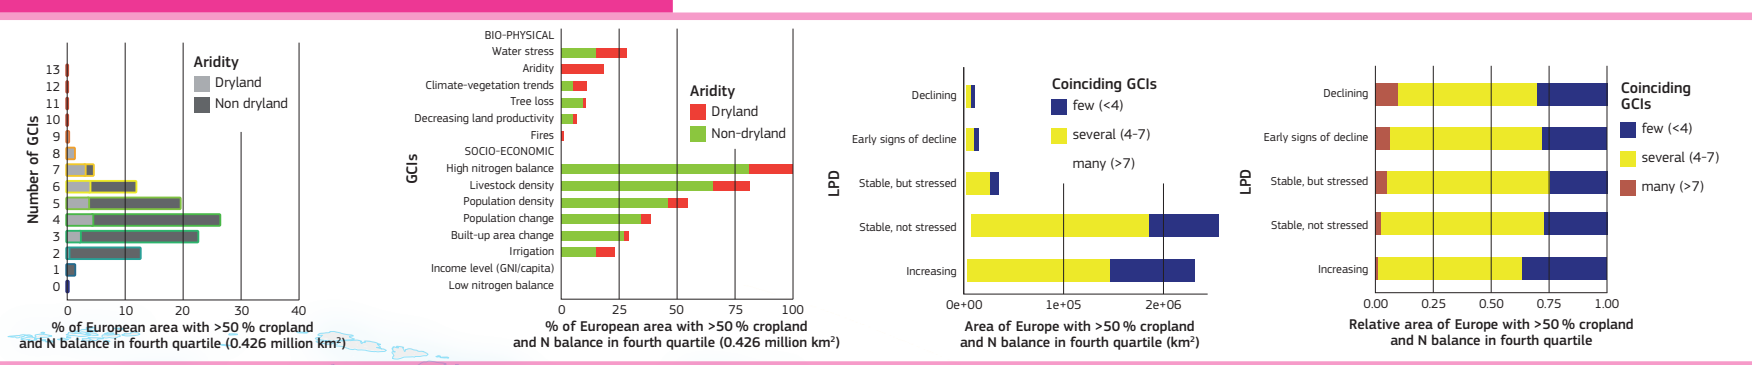 Number of GCIs
13
12
11
10
9
8
7
6
5
4
3
2
1
0
Aridity
Dryland
Non dryland
0 10 20 30 40
% of European area with >50 % cropland
and N balance in fourth quartile (0.426 million km²)
GCIs
BIO-PHYSICAL
Water stress
Aridity
Climate-vegetation trends
Tree loss
Decreasing land productivity
Fires
SOCIO-ECONOMIC
High nitrogen balance
Livestock density
Population density
Population change
Built-up area change
Irrigation
Income level (GNI/capita)
Low nitrogen balance
Aridity
Dryland
Non-dryland
0 25 50 75 100
% of European area with >50 % cropland
and N balance in fourth quartile (0.426 million km²)
LPD
Declining
Early signs of decline
Stable, but stressed
Stable, not stressed
Increasing
Coinciding GCIs
few (<4)
several (4-7)
many (>7)
0e+00 1e+05 2e+06
Area of Europe with >50 % cropland
and N balance in fourth quartile (km²)
LPD
Declining
Early signs of decline
Stable, but stressed
Stable, not stressed
Increasing
Coinciding
GCIs
few (<4)
several (4-7)
many (>7)
0.00 0.25 0.50 0.75 1.00
Relative area of Europe with >50 % cropland
and N balance in fourth quartile